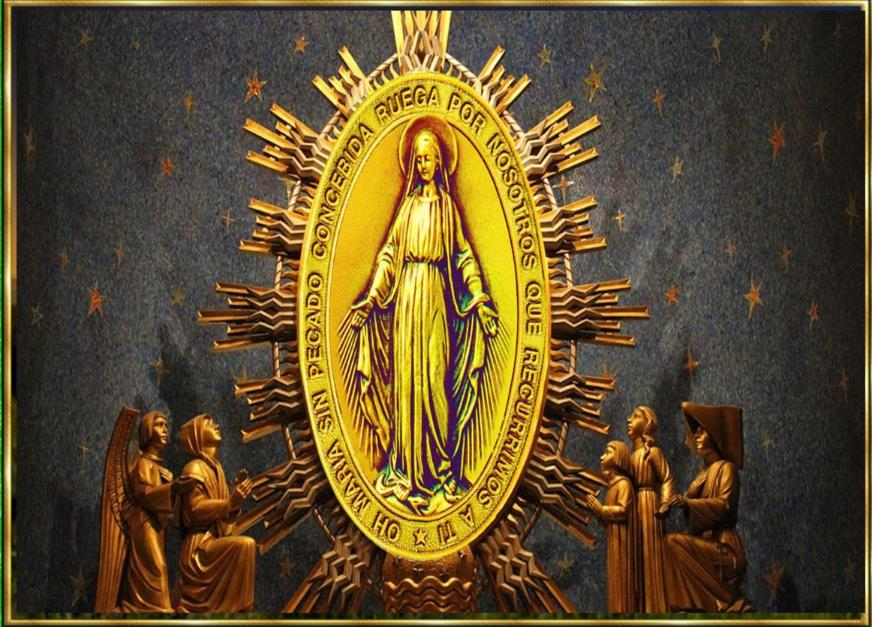 OH MARIA SIN PECADO CONCEBIDA RUEGA POR NOSOTROS QUE RECURRIMOS A TI